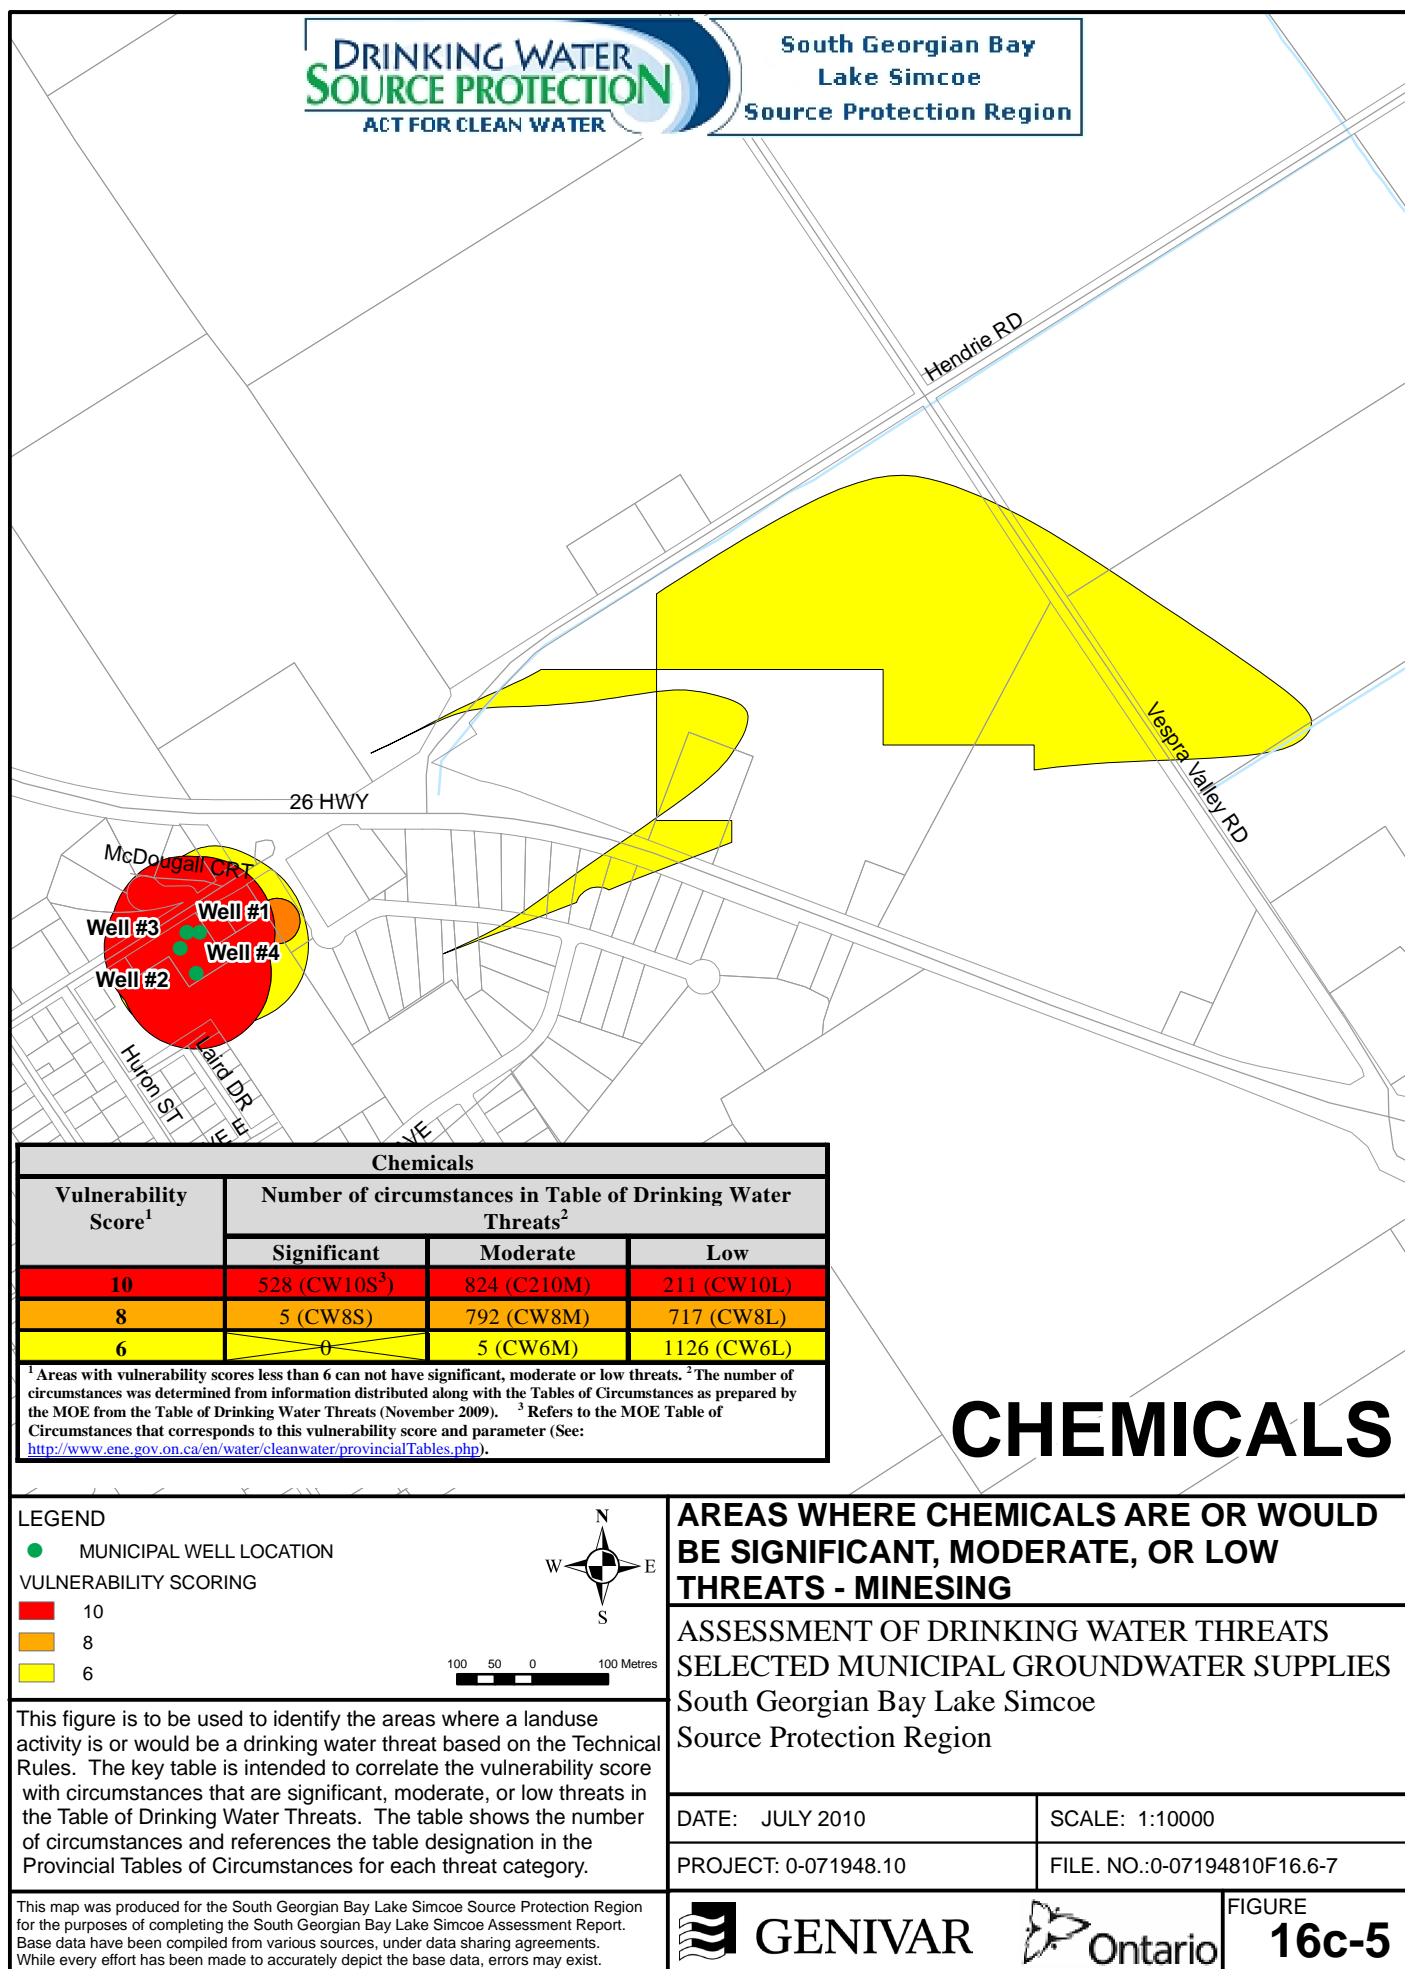 DRINKING WATER
SOURCE PROTECTION
ACT FOR CLEAN WATER
South Georgian Bay
Lake Simcoe
Source Protection Region
Hendrie RD
Vespra Valley RD
26 HWY
McDougall CRT
Well #1
Well #3
Well #4
Well #2
Huron ST
Laird DR
VE E
VE
Chemicals
Vulnerability Score1
Number of circumstances in Table of Drinking Water Threats2
Significant Moderate Low
10 528 (CW10S3) 824 (C210M) 211 (CW10L)
8 5 (CW8S) 792 (CW8M) 717 (CW8L)
6 0 5 (CW6M) 1126 (CW6L)
1 Areas with vulnerability scores less than 6 can not have significant, moderate or low threats. 2 The number of
circumstances was determined from information distributed along with the Tables of Circumstances as prepared by
the MOE from the Table of Drinking Water Threats (November 2009). 3 Refers to the MOE Table of
Circumstances that corresponds to this vulnerability score and parameter (See:
http://www.ene.gov.on.ca/en/water/cleanwater/provincialTables.php).
CHEMICALS
LEGEND
MUNICIPAL WELL LOCATION
VULNERABILITY SCORING
10
8
6
N
W E
S
100 50 0 100 Metres
AREAS WHERE CHEMICALS ARE OR WOULD
BE SIGNIFICANT, MODERATE, OR LOW
THREATS - MINESING
ASSESSMENT OF DRINKING WATER THREATS
SELECTED MUNICIPAL GROUNDWATER SUPPLIES
South Georgian Bay Lake Simcoe
Source Protection Region
This figure is to be used to identify the areas where a landuse
activity is or would be a drinking water threat based on the Technical
Rules. The key table is intended to correlate the vulnerability score
with circumstances that are significant, moderate, or low threats in
the Table of Drinking Water Threats. The table shows the number
of circumstances and references the table designation in the
Provincial Tables of Circumstances for each threat category.
DATE: JULY 2010
SCALE: 1:10000
PROJECT: 0-071948.10
FILE. NO.:0-07194810F16.6-7
This map was produced for the South Georgian Bay Lake Simcoe Source Protection Region
for the purposes of completing the South Georgian Bay Lake Simcoe Assessment Report.
Base data have been compiled from various sources, under data sharing agreements.
While every effort has been made to accurately depict the base data, errors may exist.
GENIVAR
Ontario
FIGURE
16c-5